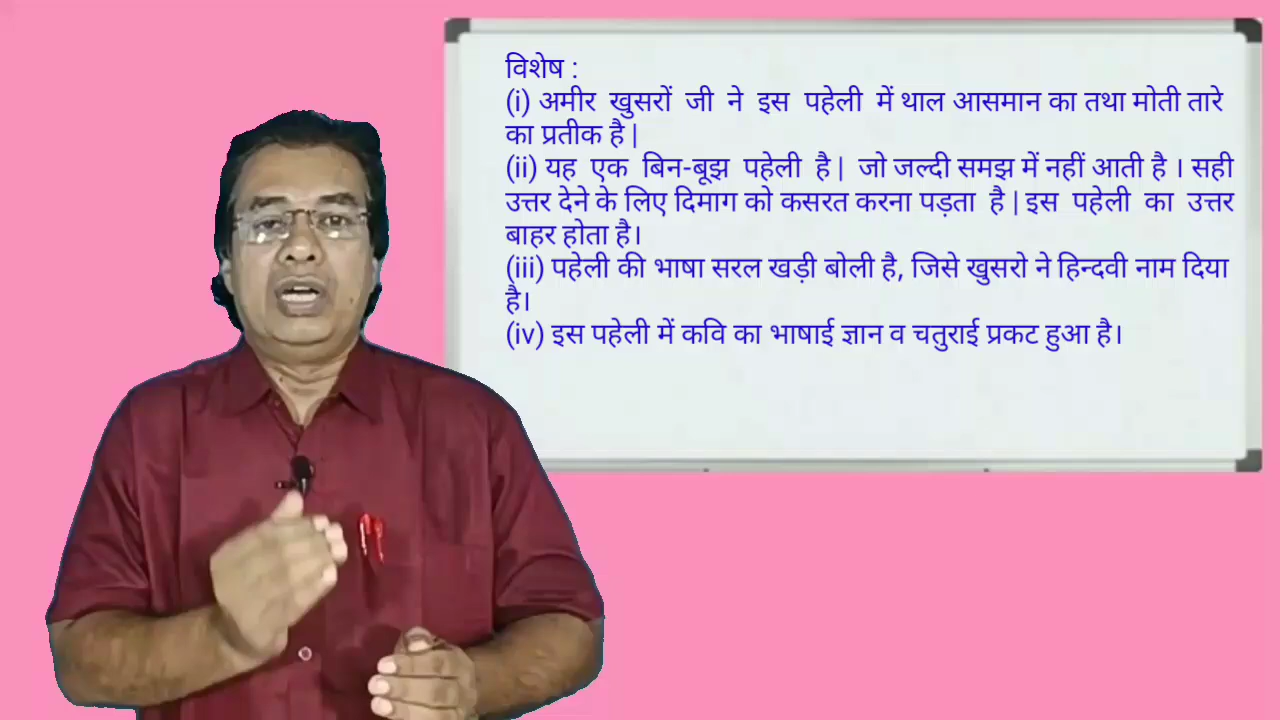 विशेष :
(i) अमीर खुसरों जी ने इस पहेली में थाल आसमान का तथा मोती तारे
का प्रतीक है |
(ii) यह एक बिन-बूझ पहेली है | जो जल्दी समझ में नहीं आती है । सही
उत्तर देने के लिए दिमाग को कसरत करना पड़ता है | इस पहेली का उत्तर
बाहर होता है।
(iii) पहेली की भाषा सरल खड़ी बोली है, जिसे खुसरो ने हिन्दवी नाम दिया
है।
(iv) इस पहेली में कवि का भाषाई ज्ञान व चतुराई प्रकट हुआ है।